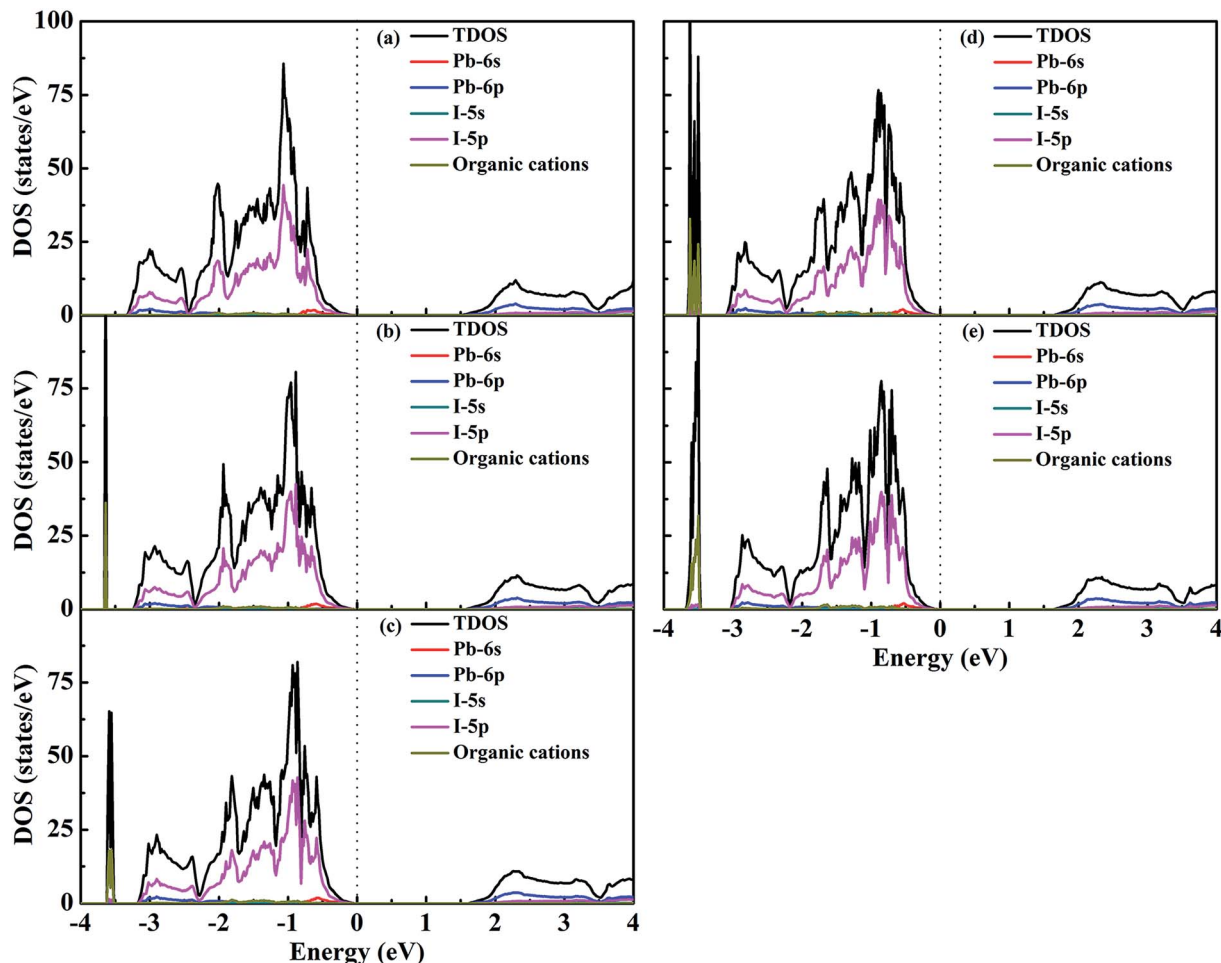 100
75
50
25
0
DOS (states/eV)
(a)
TDOS
Pb-6s
Pb-6p
I-5s
I-5p
Organic cations
(d)
TDOS
Pb-6s
Pb-6p
I-5s
I-5p
Organic cations
75
50
25
0
DOS (states/eV)
(b)
TDOS
Pb-6s
Pb-6p
I-5s
I-5p
Organic cations
(e)
TDOS
Pb-6s
Pb-6p
I-5s
I-5p
Organic cations
-4 -3 -2 -1 0 1 2 3 4
Energy (eV)
75
50
25
0
DOS (states/eV)
(c)
TDOS
Pb-6s
Pb-6p
I-5s
I-5p
Organic cations
-4 -3 -2 -1 0 1 2 3 4
Energy (eV)